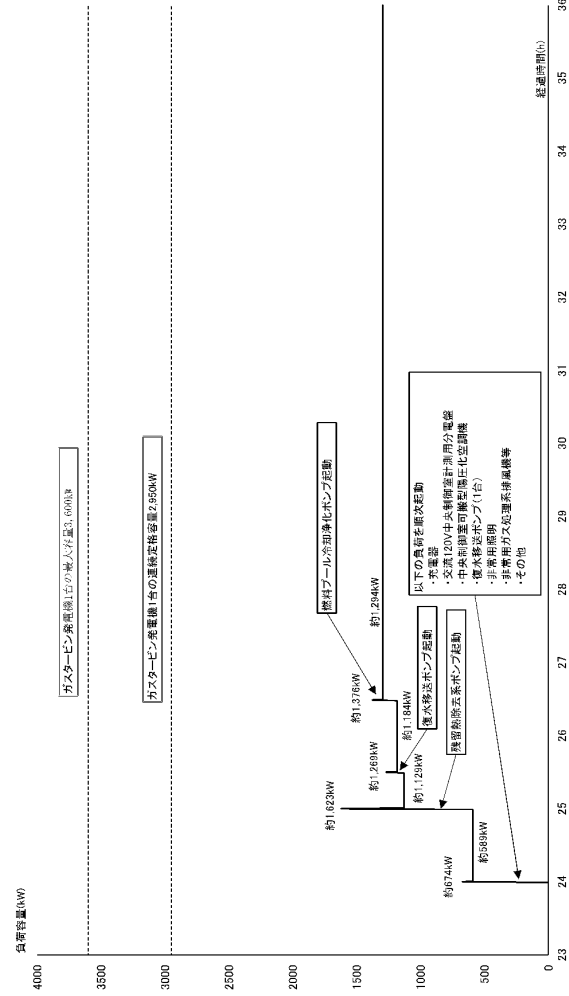 負荷容量(kW)
4000
3500
3000
2500
2000
1500
1000
500
0
ガスタービン発電機1台の最大容量3,600kW
ガスタービン発電機1台の連続定格容量2,950kW
燃料プール冷却浄化ポンプ起動
約1,623kW
約1,376kW
約1,294kW
約1,269kW
約1,184kW
約1,129kW
復水移送ポンプ起動
残留熱除去系ポンプ起動
約674kW
約589kW
以下の負荷を順次起動
・充電器
・交流120V中央制御室計測用分電盤
・中央制御室可搬型陽圧化空調機
・復水移送ポンプ(1台)
・非常用照明
・非常用ガス処理系排風機等
・その他
経過時間(h)
23
24
25
26
27
28
29
30
31
32
33
34
35
36